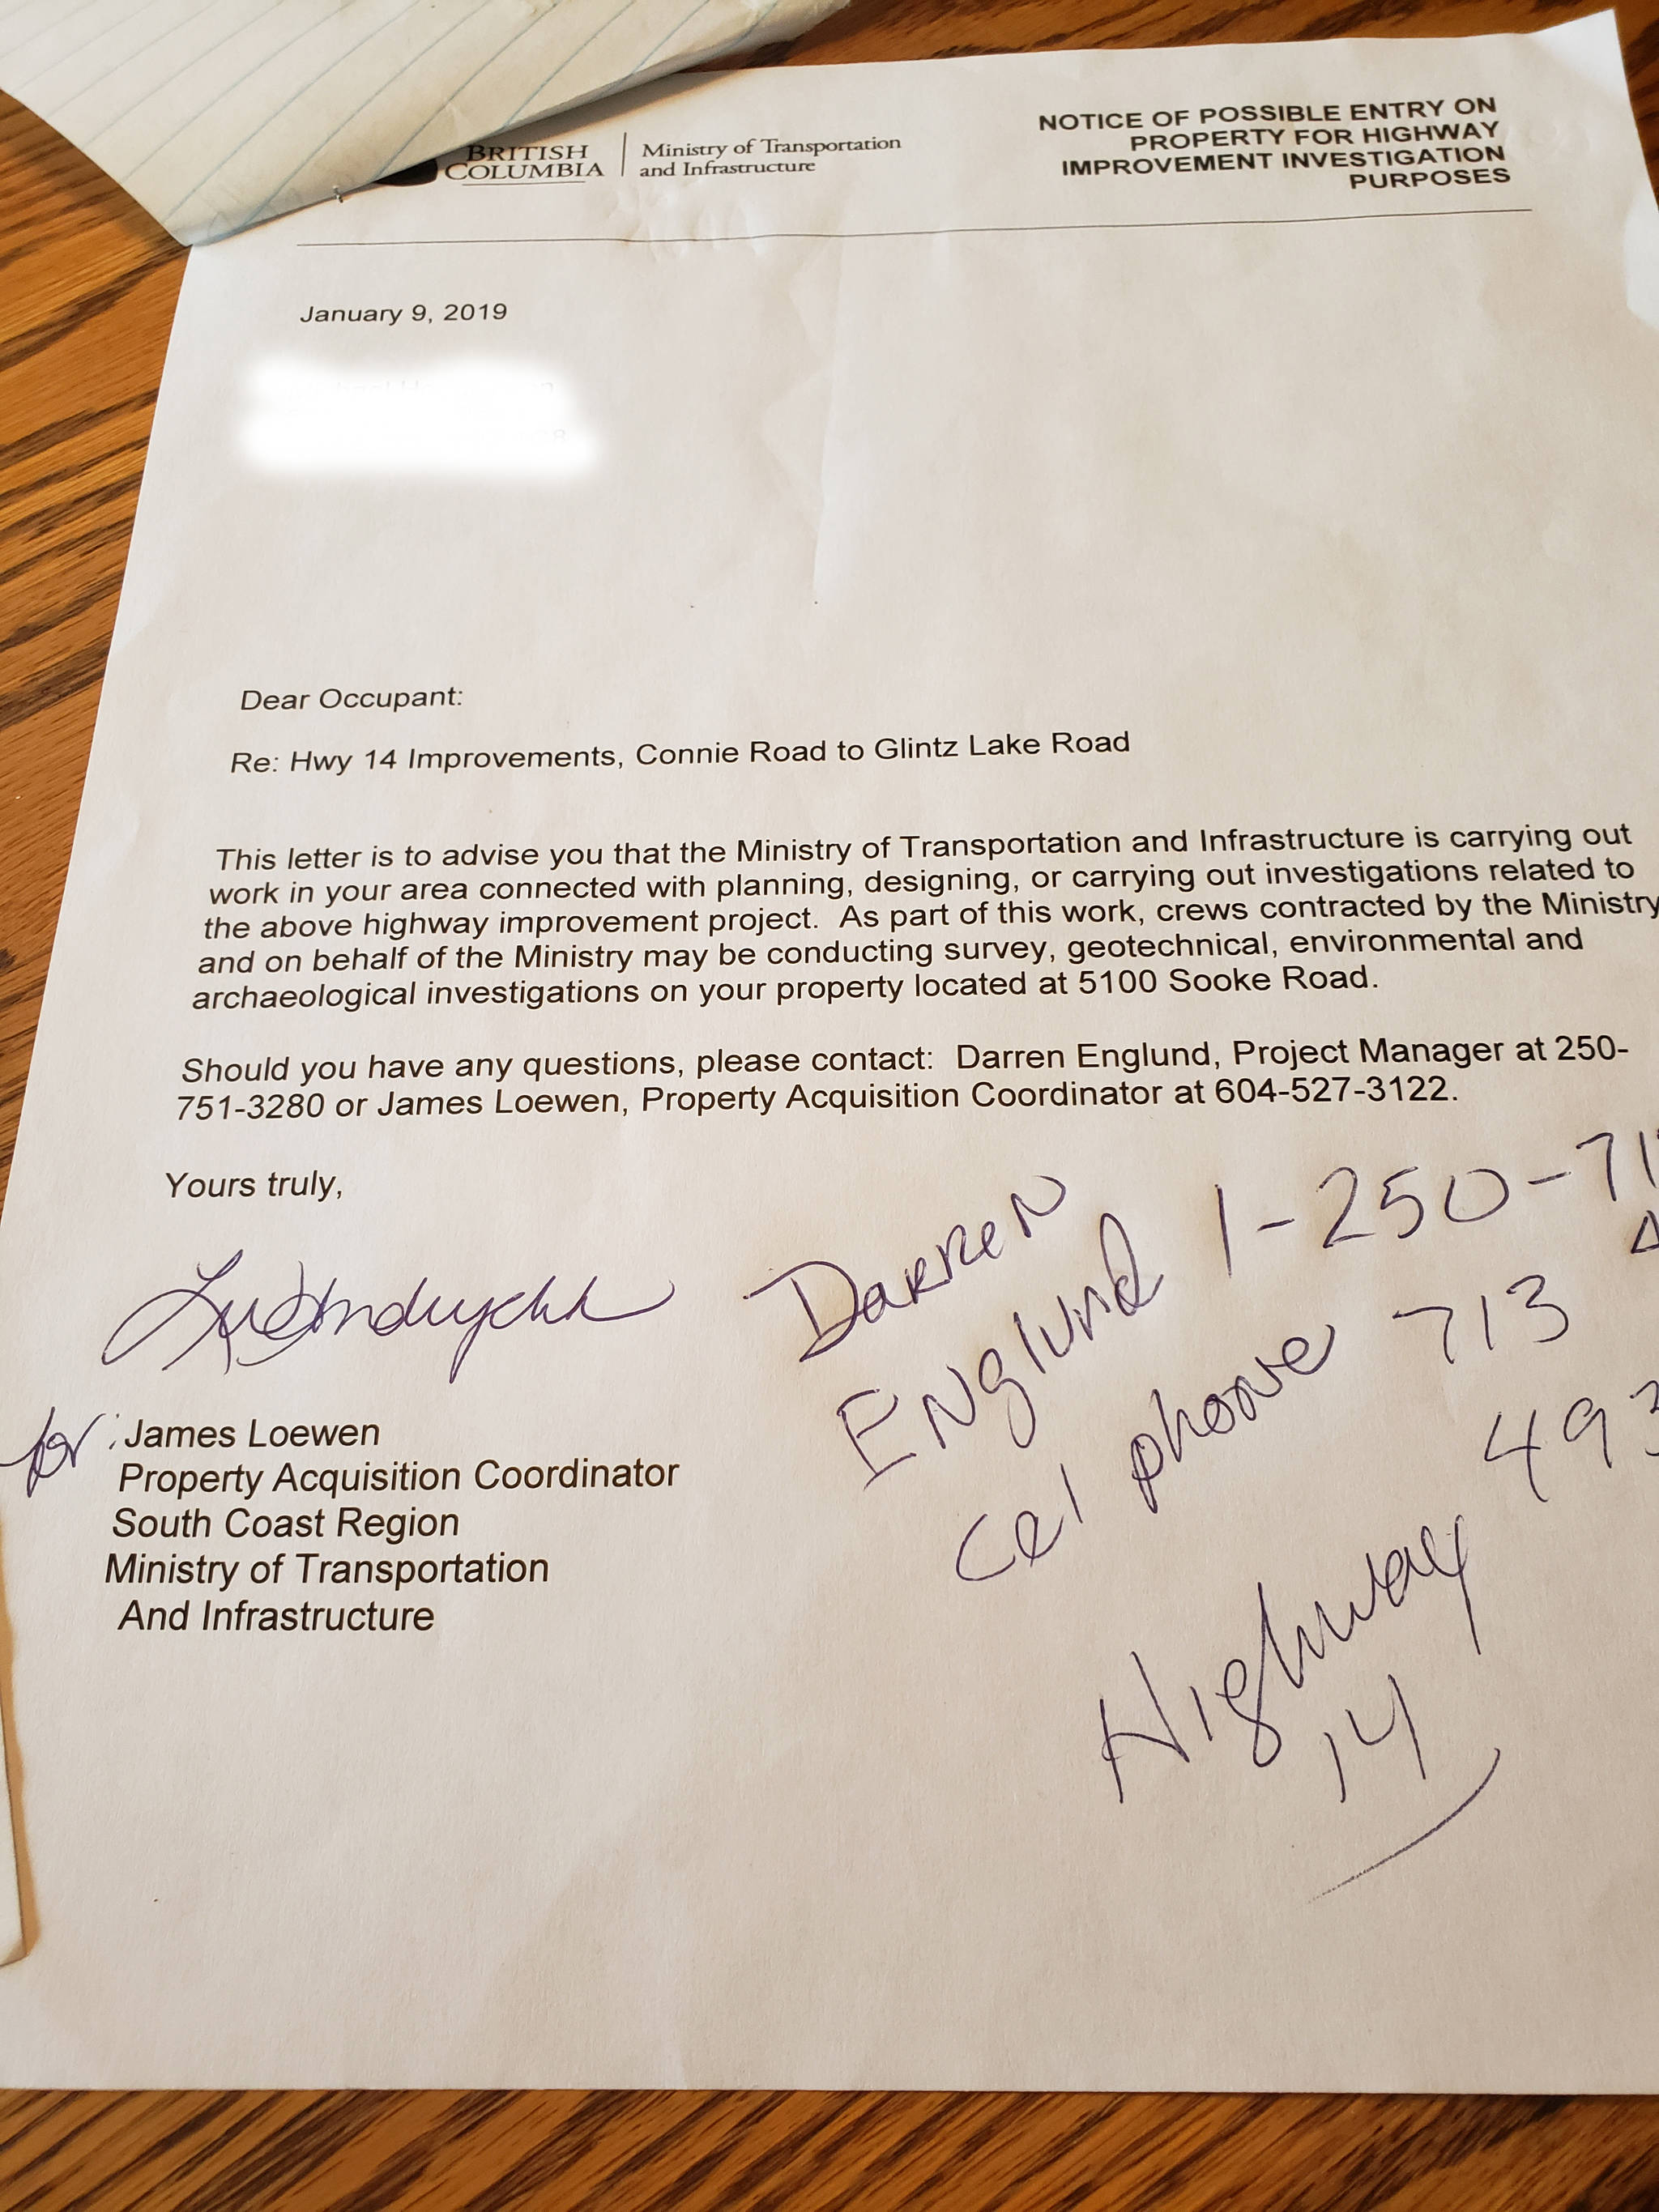 BRITISH
COLUMBIA
Ministry of Transportation
and Infrastructure
NOTICE OF POSSIBLE ENTRY ON
PROPERTY FOR HIGHWAY
IMPROVEMENT INVESTIGATION
PURPOSES
January 9, 2019
Dear Occupant:
Re: Hwy 14 Improvements, Connie Road to Glintz Lake Road
This letter is to advise you that the Ministry of Transportation and Infrastructure is carrying out
work in your area connected with planning, designing, or carrying out investigations related to
the above highway improvement project. As part of this work, crews contracted by the Ministry
and on behalf of the Ministry may be conducting survey, geotechnical, environmental and
archaeological investigations on your property located at 5100 Sooke Road.
Should you have any questions, please contact: Darren Englund, Project Manager at 250-
751-3280 or James Loewen, Property Acquisition Coordinator at 604-527-3122.
Yours truly,
for James Loewen
Property Acquisition Coordinator
South Coast Region
Ministry of Transportation
And Infrastructure
Darren
Englund 1-250-71
cel phone 713
493
Highway
14